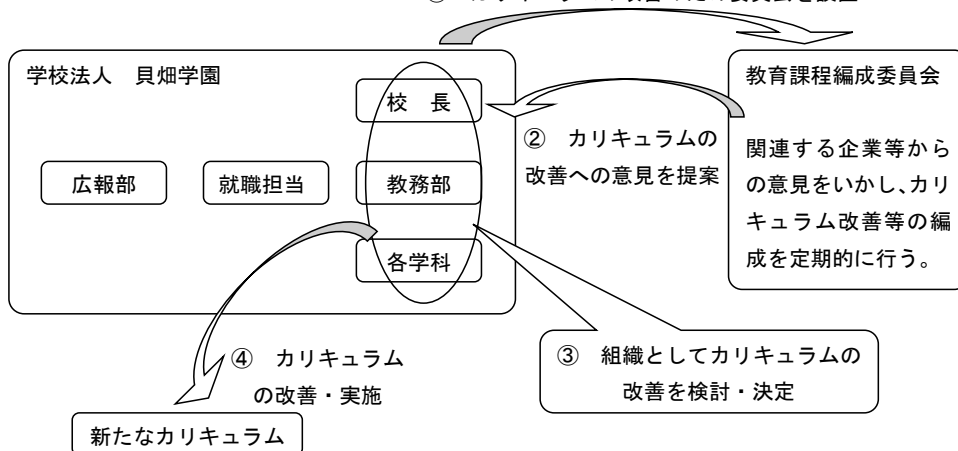 学校法人　貝畑学園
校　長
広報部
就職担当
教務部
各学科
教育課程編成委員会
関連する企業等から
の意見をいかし、カリ
キュラム改善等の編
成を定期的に行う。
②　カリキュラムの
改善への意見を提案
③　組織としてカリキュラムの
改善を検討・決定
④　カリキュラム
の改善・実施
新たなカリキュラム